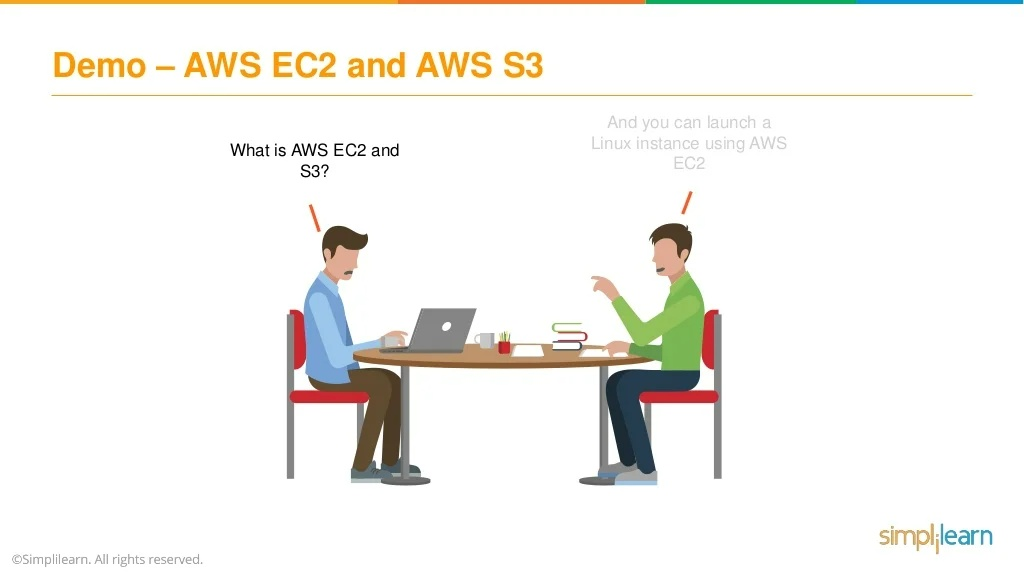 Demo – AWS EC2 and AWS S3
What is AWS EC2 and
S3?
And you can launch a
Linux instance using AWS
EC2
simplilearn
©Simplilearn. All rights reserved.